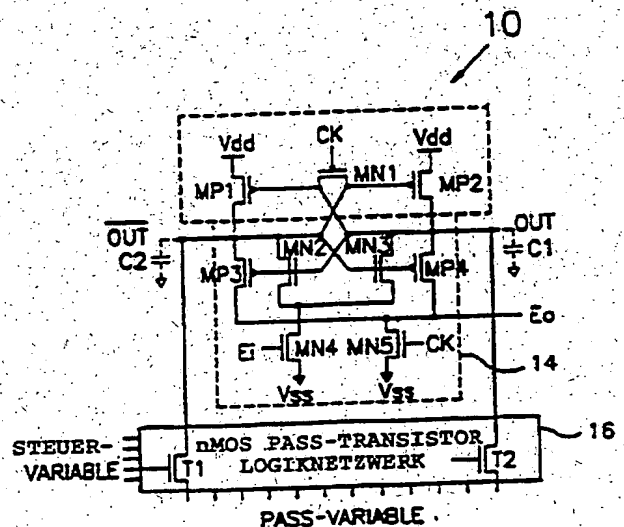 10
CK
Vdd Vdd
MP1 MN1 MP2
OUT OUT
C2 MN2 MN3 C1
MP3 MP4
Eo
Ei MN4 MN5 CK
14
Vss Vss
16
STEUER-
VARIABLE
nMOS PASS-TRANSISTOR
LOGIKNETZWERK
T1 T2
PASS-VARIABLE